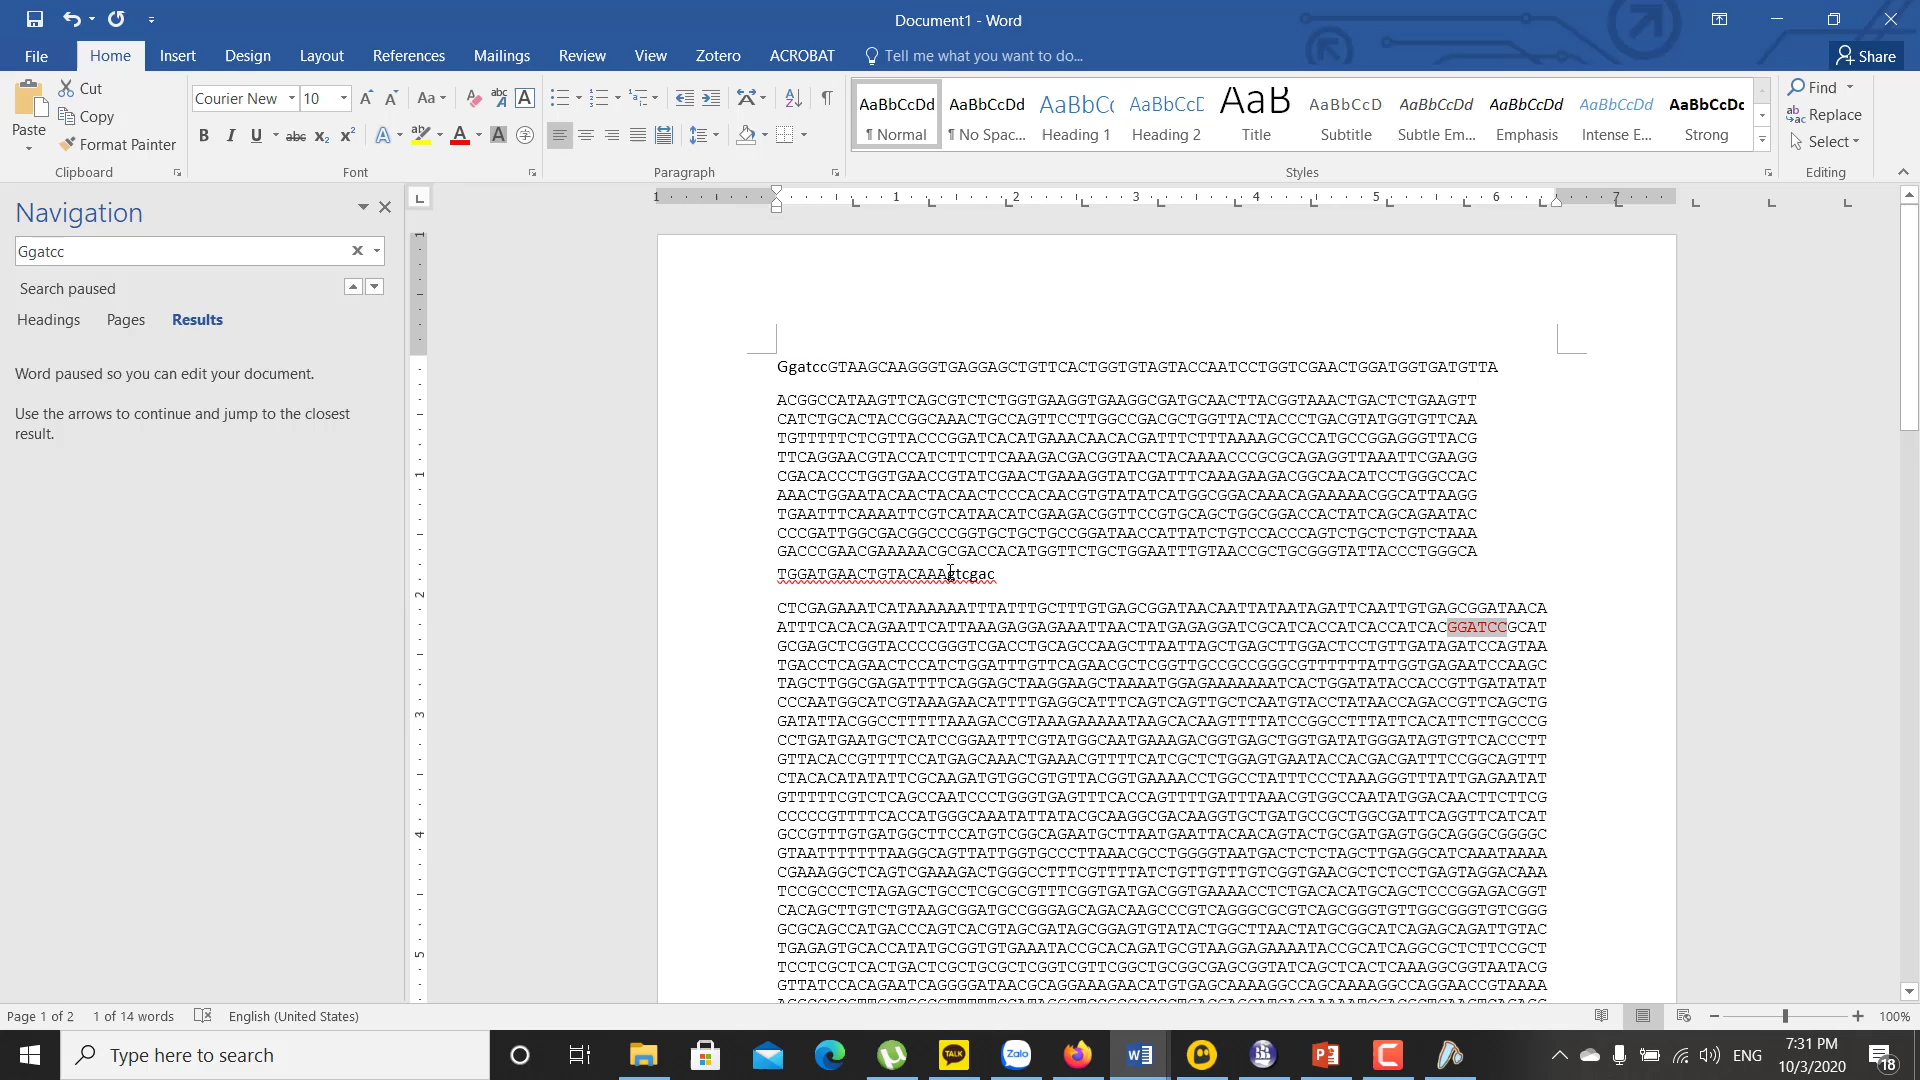 Document1 - Word
File
Home
Insert
Design
Layout
References
Mailings
Review
View
Zotero
ACROBAT
Tell me what you want to do...
Share
Paste
Cut
Copy
Format Painter
Clipboard
Courier New
10
Font
Paragraph
AaBbCcDd
¶ Normal
AaBbCcDd
¶ No Spac...
AaBbCc
Heading 1
AaBbCcE
Heading 2
AaB
Title
AaBbCcD
Subtitle
AaBbCcDd
Subtle Em...
AaBbCcDd
Emphasis
AaBbCcDd
Intense E...
AaBbCcDc
Strong
Styles
Find
Replace
Select
Editing
Navigation
Ggatcc
Search paused
Headings
Pages
Results
Word paused so you can edit your document.
Use the arrows to continue and jump to the closest
result.
GgatccGTAAGCAAGGGTGAGGAGCTGTTCACTGGTGTAGTACCAATCCTGGTCGAACTGGATGGTGATGTTA
ACGGCCATAAGTTCAGCGTCTCTGGTGAAGGTGAAGGCGATGCAACTTACGGTAAACTGACTCTGAAGTT
CATCTGCACTACCGGCAAACTGCCAGTTCCTTGGCCGACGCTGGTTACTACCCTGACGTATGGTGTTCAA
TGTTTTTCTCGTTACCCGGATCACATGAAACAACACGATTTCTTTAAAAGCGCCATGCCGGAGGGTTACG
TTCAGGAACGTACCATCTTCTTCAAAGACGACGGTAACTACAAAACCCGCGCAGAGGTTAAATTCGAAGG
CGACACCCTGGTGAACCGTATCGAACTGAAAGGTATCGATTTCAAAGAAGACGGCAACATCCTGGGCCAC
AAACTGGAATACAACTACAACTCCCACAACGTGTATATCATGGCGGACAAACAGAAAAACGGCATTAAGG
TGAATTTCAAAATTCGTCATAACATCGAAGACGGTTCCGTGCAGCTGGCGGACCACTATCAGCAGAATAC
CCCGATTGGCGACGGCCCGGTGCTGCTGCCGGATAACCATTATCTGTCCACCCAGTCTGCTCTGTCTAAA
GACCCGAACGAAAAACGCGACCACATGGTTCTGCTGGAATTTGTAACCGCTGCGGGTATTACCCTGGGCA
TGGATGAACTGTACAAAgtcgac
CTCGAGAAATCATAAAAAATTTATTTGCTTTGTGAGCGGATAACAATTATAATAGATTCAATTGTGAGCGGATAACA
ATTTCACACAGAATTCATTAAAGAGGAGAAATTAACTATGAGAGGATCGCATCACCATCACCATCACGGATCCGCAT
GCGAGCTCGGTACCCCGGGTCGACCTGCAGCCAAGCTTAATTAGCTGAGCTTGGACTCCTGTTGATAGATCCAGTAA
TGACCTCAGAACTCCATCTGGATTTGTTCAGAACGCTCGGTTGCCGCCGGGCGTTTTTTATTGGTGAGAATCCAAGC
TAGCTTGGCGAGATTTTCAGGAGCTAAGGAAGCTAAAATGGAGAAAAAAATCACTGGATATACCACCGTTGATATAT
CCCAATGGCATCGTAAAGAACATTTTGAGGCATTTCAGTCAGTTGCTCAATGTACCTATAACCAGACCGTTCAGCTG
GATATTACGGCCTTTTTAAAGACCGTAAAGAAAAATAAGCACAAGTTTTATCCGGCCTTTATTCACATTCTTGCCCG
CCTGATGAATGCTCATCCGGAATTTCGTATGGCAATGAAAGACGGTGAGCTGGTGATATGGGATAGTGTTCACCCTT
GTTACACCGTTTTCCATGAGCAAACTGAAACGTTTTCATCGCTCTGGAGTGAATACCACGACGATTTCCGGCAGTTT
CTACACATATATTCGCAAGATGTGGCGTGTTACGGTGAAAACCTGGCCTATTTCCCTAAAGGGTTTATTGAGAATAT
GTTTTTCGTCTCAGCCAATCCCTGGGTGAGTTTCACCAGTTTTGATTTAAACGTGGCCAATATGGACAACTTCTTCG
CCCCCGTTTTCACCATGGGCAAATATTATACGCAAGGCGACAAGGTGCTGATGCCGCTGGCGATTCAGGTTCATCAT
GCCGTTTGTGATGGCTTCCATGTCGGCAGAATGCTTAATGAATTACAACAGTACTGCGATGAGTGGCAGGGCGGGGC
GTAATTTTTTTAAGGCAGTTATTGGTGCCCTTAAACGCCTGGGGTAATGACTCTCTAGCTTGAGGCATCAAATAAAA
CGAAAGGCTCAGTCGAAAGACTGGGCCTTTCGTTTTATCTGTTGTTTGTCGGTGAACGCTCTCCTGAGTAGGACAAA
TCCGCCCTCTAGAGCTGCCTCGCGCGTTTCGGTGATGACGGTGAAAACCTCTGACACATGCAGCTCCCGGAGACGGT
CACAGCTTGTCTGTAAGCGGATGCCGGGAGCAGACAAGCCCGTCAGGGCGCGTCAGCGGGTGTTGGCGGGTGTCGGG
GCGCAGCCATGACCCAGTCACGTAGCGATAGCGGAGTGTATACTGGCTTAACTATGCGGCATCAGAGCAGATTGTAC
TGAGAGTGCACCATATGCGGTGTGAAATACCGCACAGATGCGTAAGGAGAAAATACCGCATCAGGCGCTCTTCCGCT
TCCTCGCTCACTGACTCGCTGCGCTCGGTCGTTCGGCTGCGGCGAGCGGTATCAGCTCACTCAAAGGCGGTAATACG
GTTATCCACAGAATCAGGGGATAACGCAGGAAAGAACATGTGAGCAAAAGGCCAGCAAAAGGCCAGGAACCGTAAAA
Page 1 of 2
1 of 14 words
English (United States)
100%
Type here to search
ENG
7:31 PM
10/3/2020
18